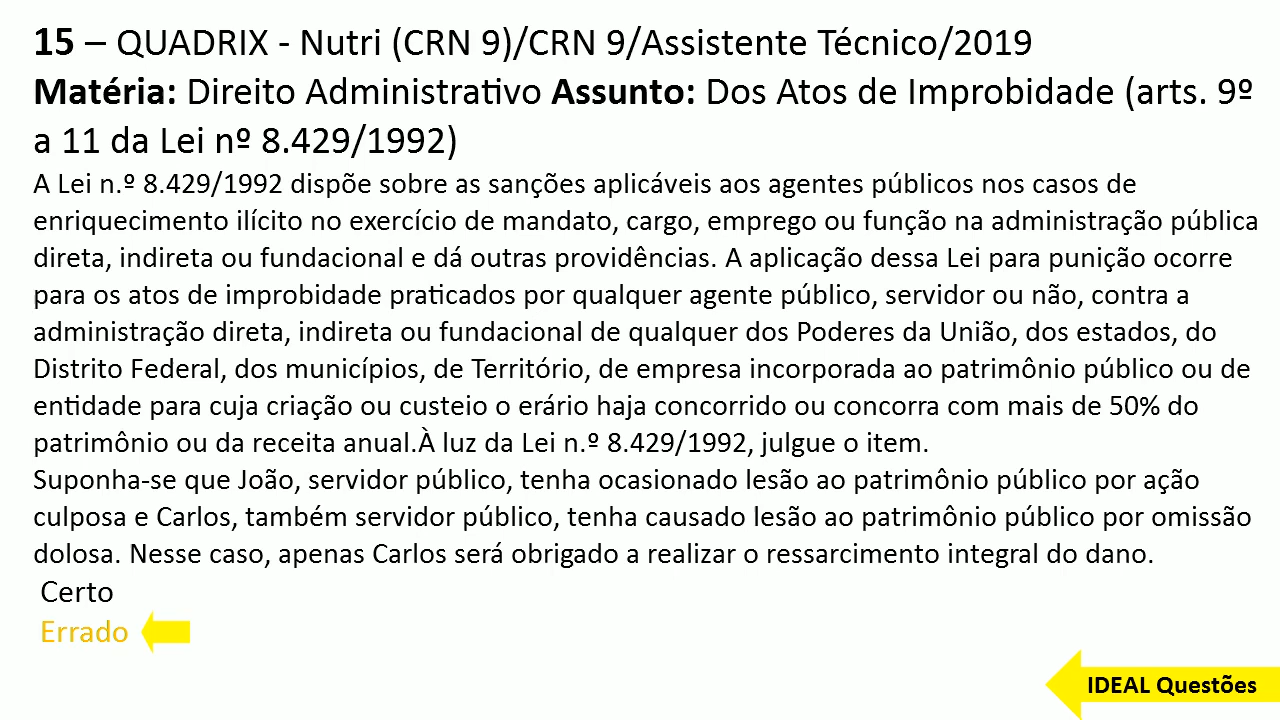 15 – QUADRIX - Nutri (CRN 9)/CRN 9/Assistente Técnico/2019
Matéria: Direito Administrativo Assunto: Dos Atos de Improbidade (arts. 9º
a 11 da Lei nº 8.429/1992)
A Lei n.º 8.429/1992 dispõe sobre as sanções aplicáveis aos agentes públicos nos casos de
enriquecimento ilícito no exercício de mandato, cargo, emprego ou função na administração pública
direta, indireta ou fundacional e dá outras providências. A aplicação dessa Lei para punição ocorre
para os atos de improbidade praticados por qualquer agente público, servidor ou não, contra a
administração direta, indireta ou fundacional de qualquer dos Poderes da União, dos estados, do
Distrito Federal, dos municípios, de Território, de empresa incorporada ao patrimônio público ou de
entidade para cuja criação ou custeio o erário haja concorrido ou concorra com mais de 50% do
patrimônio ou da receita anual.À luz da Lei n.º 8.429/1992, julgue o item.
Suponha-se que João, servidor público, tenha ocasionado lesão ao patrimônio público por ação
culposa e Carlos, também servidor público, tenha causado lesão ao patrimônio público por omissão
dolosa. Nesse caso, apenas Carlos será obrigado a realizar o ressarcimento integral do dano.
Certo
Errado
IDEAL Questões